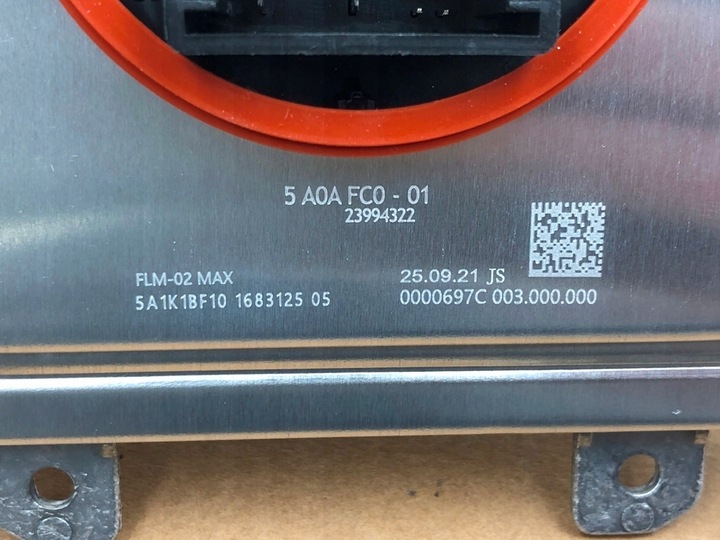 5 A0A FC0 - 01
23994322
FLM-02 MAX
5A1K1BF10 1683125 05
25.09.21 JS
0000697C 003.000.000